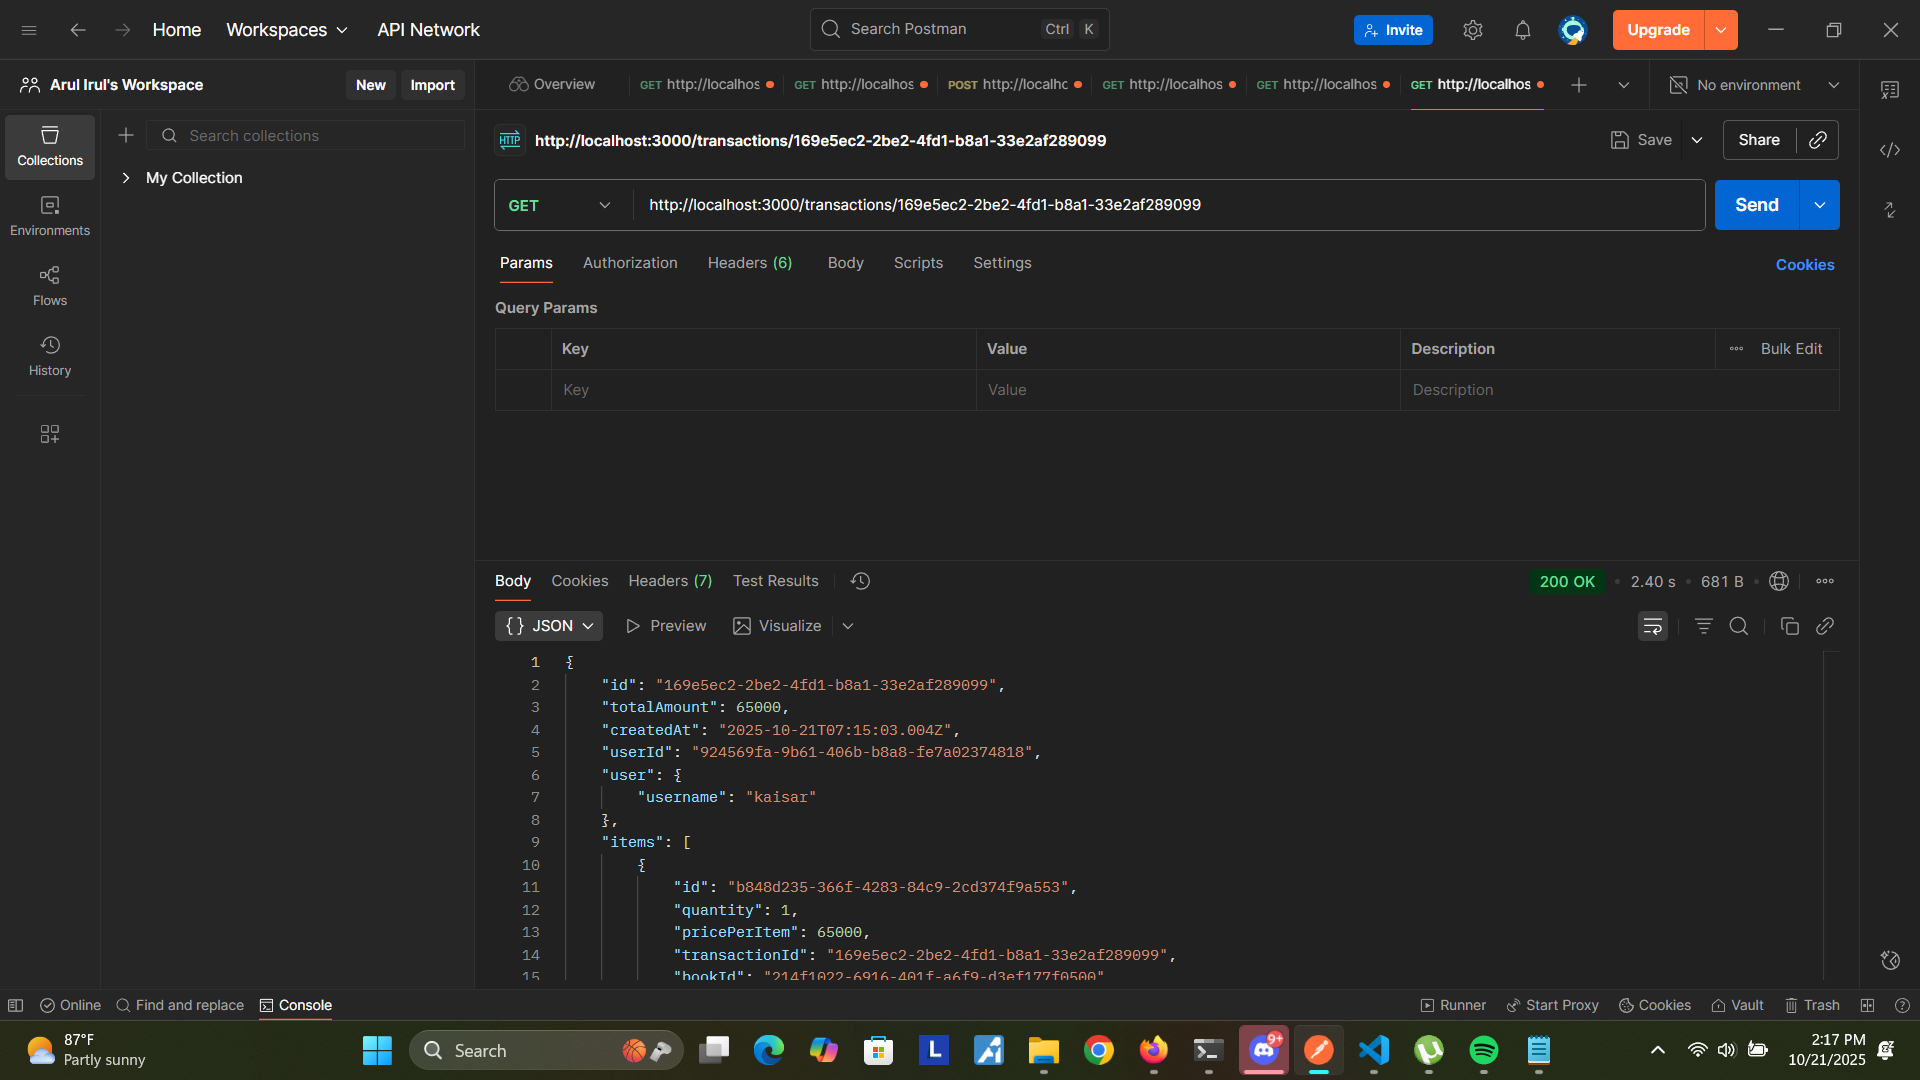 Home Workspaces API Network Search Postman Ctrl K Invite Upgrade
Arul Irul's Workspace New Import Overview GET http://localhos GET http://localhos POST http://localhc GET http://localhos GET http://localhos GET http://localhos No environment
Search collections
Collections
My Collection
Environments
Flows
History
HTTP http://localhost:3000/transactions/169e5ec2-2be2-4fd1-b8a1-33e2af289099 Save Share
GET http://localhost:3000/transactions/169e5ec2-2be2-4fd1-b8a1-33e2af289099 Send
Params Authorization Headers (6) Body Scripts Settings Cookies
Query Params
Key Value Description Bulk Edit
Key Value Description
Body Cookies Headers (7) Test Results 200 OK 2.40 s 681 B
{} JSON Preview Visualize
1 {
2 "id": "169e5ec2-2be2-4fd1-b8a1-33e2af289099",
3 "totalAmount": 65000,
4 "createdAt": "2025-10-21T07:15:03.004Z",
5 "userId": "924569fa-9b61-406b-b8a8-fe7a02374818",
6 "user": {
7 "username": "kaisar"
8 },
9 "items": [
10 {
11 "id": "b848d235-366f-4283-84c9-2cd374f9a553",
12 "quantity": 1,
13 "pricePerItem": 65000,
14 "transactionId": "169e5ec2-2be2-4fd1-b8a1-33e2af289099",
15 "bookId": "214f1022-6916-401f-a6f9-d3ef177f0500"
Online Find and replace Console Runner Start Proxy Cookies Vault Trash
87°F
Partly sunny
Search
L
9+
2:17 PM
10/21/2025